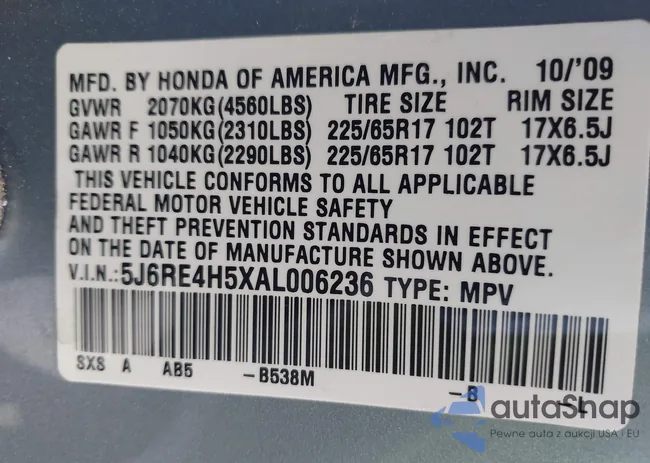 MFD. BY HONDA OF AMERICA MFG., INC. 10/'09
GVWR 2070KG(4560LBS) TIRE SIZE RIM SIZE
GAWR F 1050KG(2310LBS) 225/65R17 102T 17X6.5J
GAWR R 1040KG(2290LBS) 225/65R17 102T 17X6.5J
THIS VEHICLE CONFORMS TO ALL APPLICABLE
FEDERAL MOTOR VEHICLE SAFETY
AND THEFT PREVENTION STANDARDS IN EFFECT
ON THE DATE OF MANUFACTURE SHOWN ABOVE.
V.I.N.:5J6RE4H5XAL006236 TYPE: MPV
SXS A AB5 -B538M -B -L
autaShap
Pewne auta z aukcji USA i EU